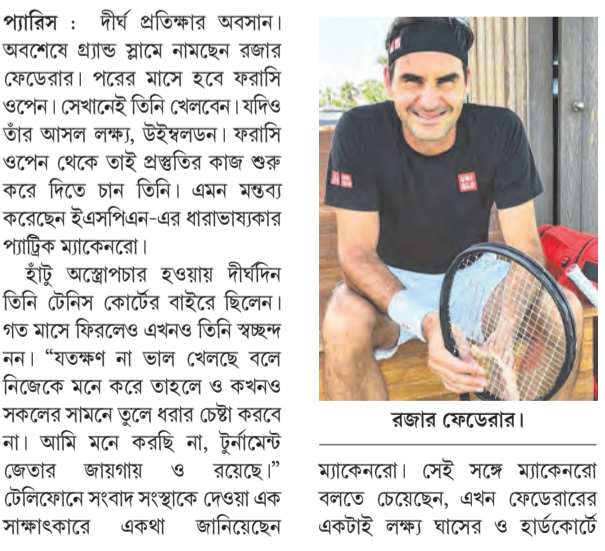 প্যারিস : দীর্ঘ প্রতিক্ষার অবসান।
অবশেষে গ্র্যান্ড স্লামে নামছেন রজার
ফেডেরার। পরের মাসে হবে ফরাসি
ওপেন। সেখানেই তিনি খেলবেন। যদিও
তাঁর আসল লক্ষ্য, উইম্বলডন। ফরাসি
ওপেন থেকে তাই প্রস্তুতির কাজ শুরু
করে দিতে চান তিনি। এমন মন্তব্য
করেছেন ইএসপিএন-এর ধারাভাষ্যকার
প্যাট্রিক ম্যাকেনরো।
হাঁটু অস্ত্রোপচার হওয়ায় দীর্ঘদিন
তিনি টেনিস কোর্টের বাইরে ছিলেন।
গত মাসে ফিরলেও এখনও তিনি স্বচ্ছন্দ
নন। “যতক্ষণ না ভাল খেলছে বলে
নিজেকে মনে করে তাহলে ও কখনও
সকলের সামনে তুলে ধরার চেষ্টা করবে
না। আমি মনে করছি না, টুর্নামেন্ট
জেতার জায়গায় ও রয়েছে।”
টেলিফোনে সংবাদ সংস্থাকে দেওয়া এক
সাক্ষাৎকারে একথা জানিয়েছেন
UNI
QLO
রজার ফেডেরার।
ম্যাকেনরো। সেই সঙ্গে ম্যাকেনরো
বলতে চেয়েছেন, এখন ফেডেরারের
একটাই লক্ষ্য ঘাসের ও হার্ডকোর্টে